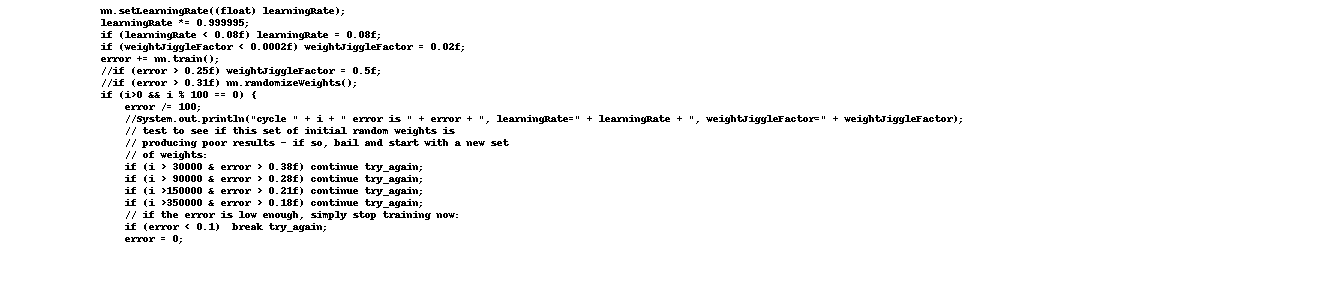 nn.setLearningRate((float) learningRate);
learningRate *= 0.999995;
if (learningRate < 0.08f) learningRate = 0.08f;
if (weightJiggleFactor < 0.0002f) weightJiggleFactor = 0.02f;
error += nn.train();
//if (error > 0.25f) weightJiggleFactor = 0.5f;
//if (error > 0.31f) nn.randomizeWeights();
if (i>0 && i % 100 == 0) {
error /= 100;
//System.out.println("cycle " + i + " error is " + error + ", learningRate=" + learningRate + ", weightJiggleFactor=" + weightJiggleFactor);
// test to see if this set of initial random weights is
// producing poor results - if so, bail and start with a new set
// of weights:
if (i > 30000 & error > 0.38f) continue try_again;
if (i > 90000 & error > 0.28f) continue try_again;
if (i >150000 & error > 0.21f) continue try_again;
if (i >350000 & error > 0.18f) continue try_again;
// if the error is low enough, simply stop training now:
if (error < 0.1)  break try_again;
error = 0;